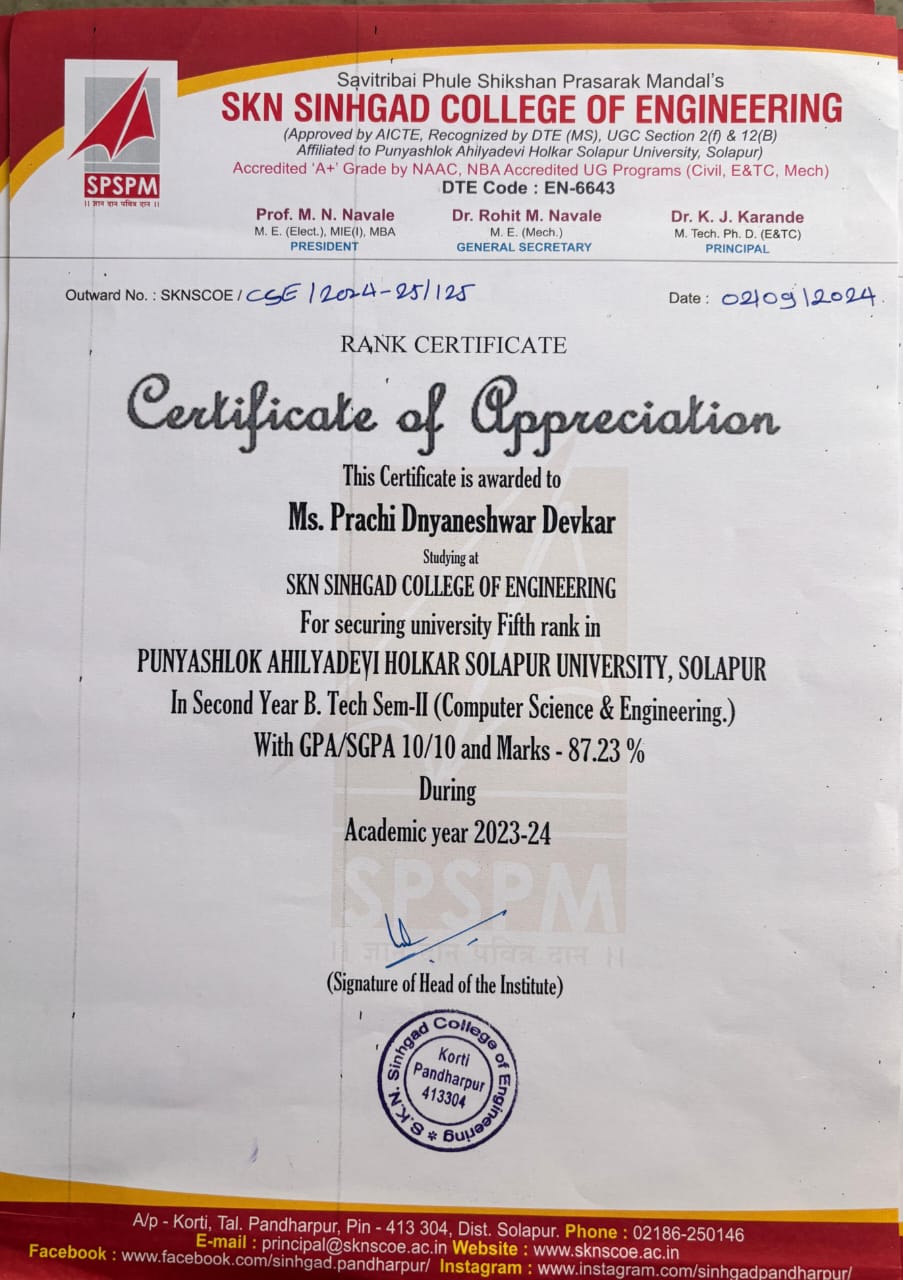 Savitribai Phule Shikshan Prasarak Mandal's
SKN SINHGAD COLLEGE OF ENGINEERING
(Approved by AICTE, Recognized by DTE (MS), UGC Section 2(f) & 12(B)
Affiliated to Punyashlok Ahilyadevi Holkar Solapur University, Solapur)
Accredited 'A+' Grade by NAAC, NBA Accredited UG Programs (Civil, E&TC, Mech)
DTE Code : EN-6643
SPSPM
|| ज्ञान दान पवित्र दान ||
Prof. M. N. Navale Dr. Rohit M. Navale Dr. K. J. Karande
M. E. (Elect.), MIE(I), MBA M. E. (Mech.) M. Tech. Ph. D. (E&TC)
PRESIDENT GENERAL SECRETARY PRINCIPAL
Outward No. : SKNSCOE / CSE / 2024-25/125 Date : 02/09/2024.
RANK CERTIFICATE
Certificate of Appreciation
This Certificate is awarded to
Ms. Prachi Dnyaneshwar Devkar
Studying at
SKN SINHGAD COLLEGE OF ENGINEERING
For securing university Fifth rank in
PUNYASHLOK AHILYADEVI HOLKAR SOLAPUR UNIVERSITY, SOLAPUR
In Second Year B. Tech Sem-II (Computer Science & Engineering.)
With GPA/SGPA 10/10 and Marks - 87.23 %
During
Academic year 2023-24
SPSPM
|| ज्ञान दान पवित्र दान ||
(Signature of Head of the Institute)
S.K.N. Sinhgad College of Engineering *
Korti
Pandharpur
413304
A/p - Korti, Tal. Pandharpur, Pin - 413 304, Dist. Solapur. Phone : 02186-250146
E-mail : principal@sknscoe.ac.in Website : www.sknscoe.ac.in
Facebook : www.facebook.com/sinhgad.pandharpur/ Instagram : www.instagram.com/sinhgadpandharpur/